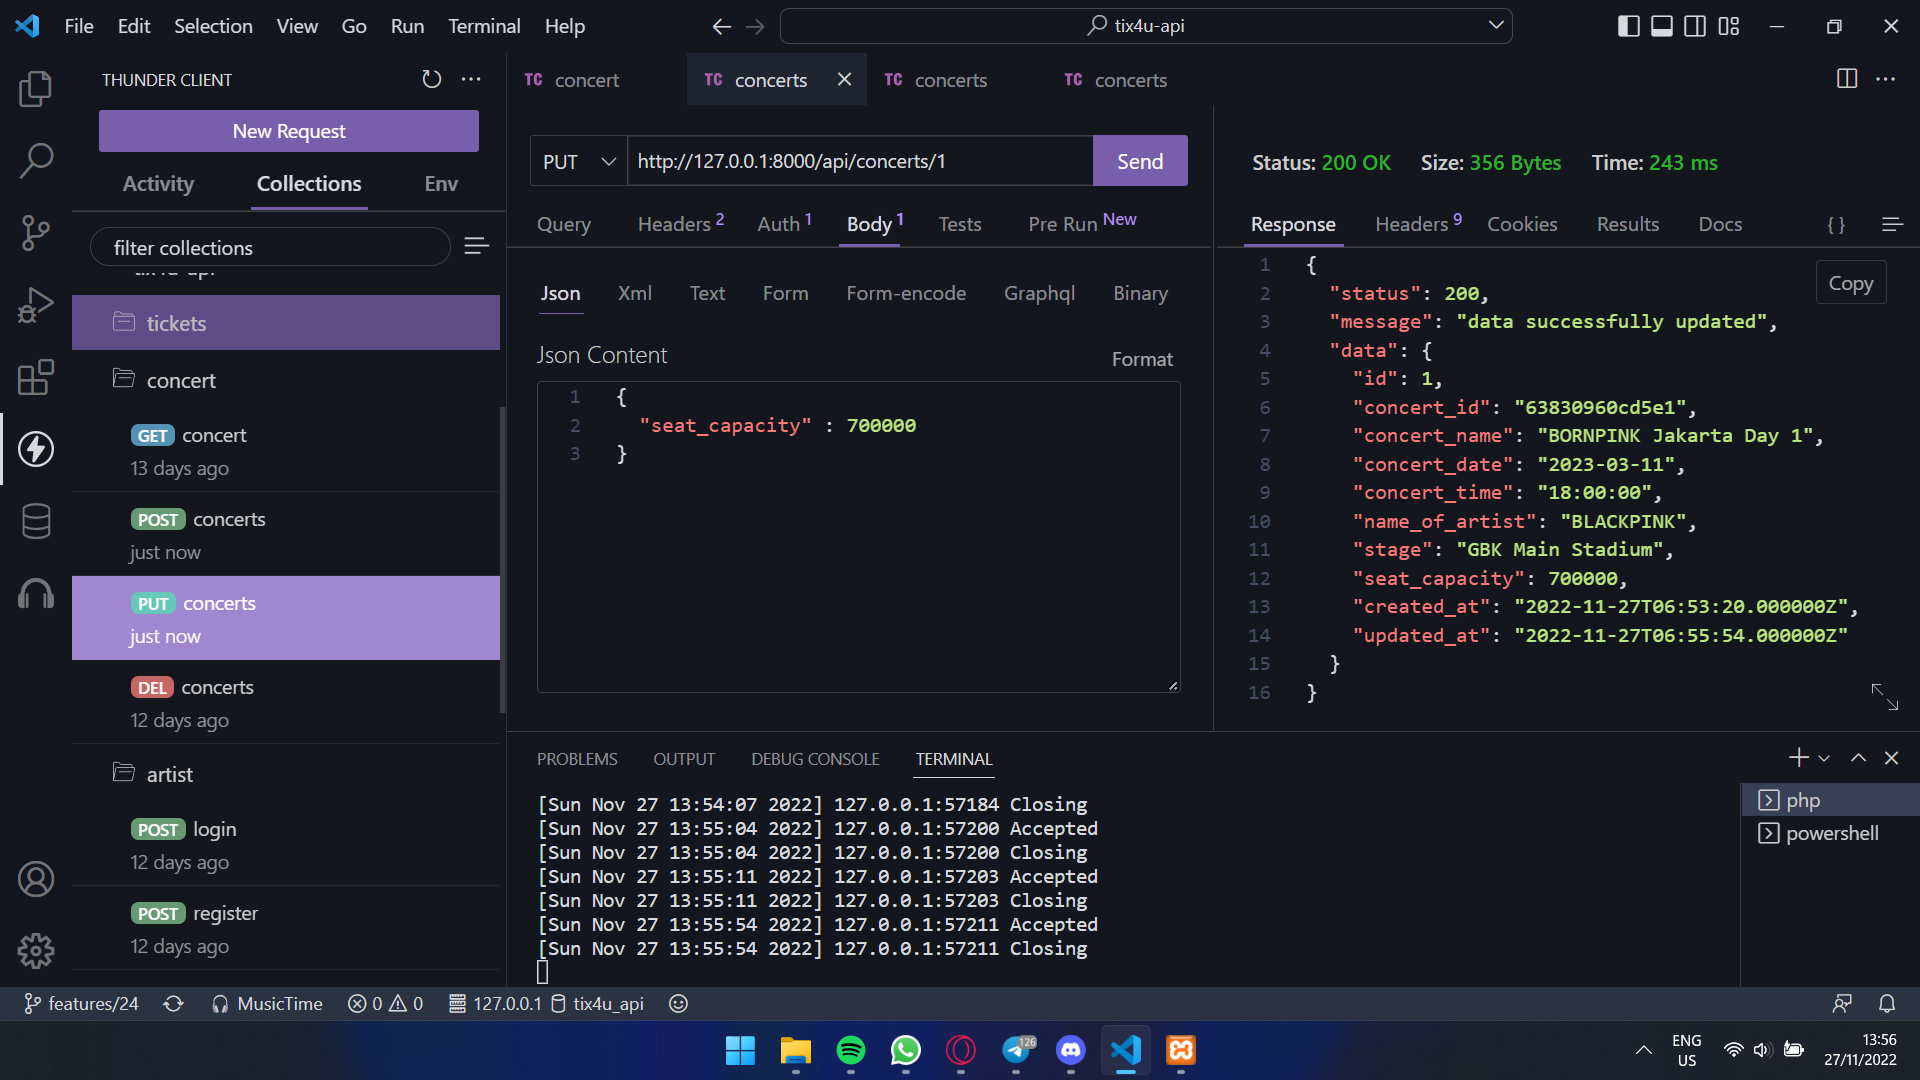 File Edit Selection View Go Run Terminal Help
tix4u-api
THUNDER CLIENT
New Request
Activity Collections Env
filter collections
tix4u-api
tickets
concert
GET concert
13 days ago
POST concerts
just now
PUT concerts
just now
DEL concerts
12 days ago
artist
POST login
12 days ago
POST register
12 days ago
TC concert
TC concerts
TC concerts
TC concerts
PUT http://127.0.0.1:8000/api/concerts/1 Send
Query Headers 2 Auth 1 Body 1 Tests Pre Run New
Json Xml Text Form Form-encode Graphql Binary
Json Content
Format
1 {
2 "seat_capacity" : 700000
3 }
Status: 200 OK Size: 356 Bytes Time: 243 ms
Response Headers 9 Cookies Results Docs { }
Copy
1 {
2 "status": 200,
3 "message": "data successfully updated",
4 "data": {
5 "id": 1,
6 "concert_id": "63830960cd5e1",
7 "concert_name": "BORNPINK Jakarta Day 1",
8 "concert_date": "2023-03-11",
9 "concert_time": "18:00:00",
10 "name_of_artist": "BLACKPINK",
11 "stage": "GBK Main Stadium",
12 "seat_capacity": 700000,
13 "created_at": "2022-11-27T06:53:20.000000Z",
14 "updated_at": "2022-11-27T06:55:54.000000Z"
15 }
16 }
PROBLEMS OUTPUT DEBUG CONSOLE TERMINAL
[Sun Nov 27 13:54:07 2022] 127.0.0.1:57184 Closing
[Sun Nov 27 13:55:04 2022] 127.0.0.1:57200 Accepted
[Sun Nov 27 13:55:04 2022] 127.0.0.1:57200 Closing
[Sun Nov 27 13:55:11 2022] 127.0.0.1:57203 Accepted
[Sun Nov 27 13:55:11 2022] 127.0.0.1:57203 Closing
[Sun Nov 27 13:55:54 2022] 127.0.0.1:57211 Accepted
[Sun Nov 27 13:55:54 2022] 127.0.0.1:57211 Closing
php
powershell
features/24 MusicTime 0 0 127.0.0.1 tix4u_api
126
ENG
US
13:56
27/11/2022